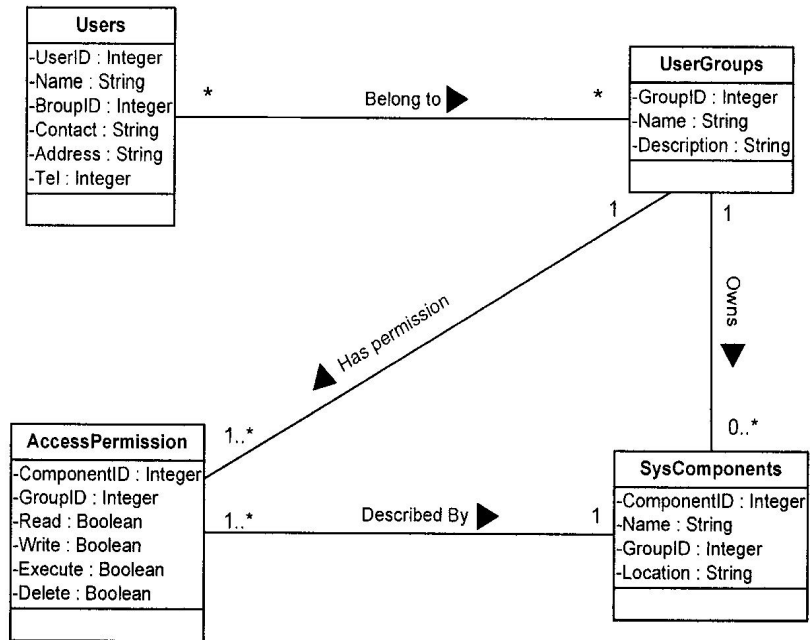 Users
-UserID : Integer
-Name : String
-BroupID : Integer
-Contact : String
-Address : String
-Tel : Integer
*
Belong to
*
UserGroups
-GroupID : Integer
-Name : String
-Description : String
1
1
Owns
Has permission
1..*
0..*
AccessPermission
-ComponentID : Integer
-GroupID : Integer
-Read : Boolean
-Write : Boolean
-Execute : Boolean
-Delete : Boolean
1..*
Described By
1
SysComponents
-ComponentID : Integer
-Name : String
-GroupID : Integer
-Location : String